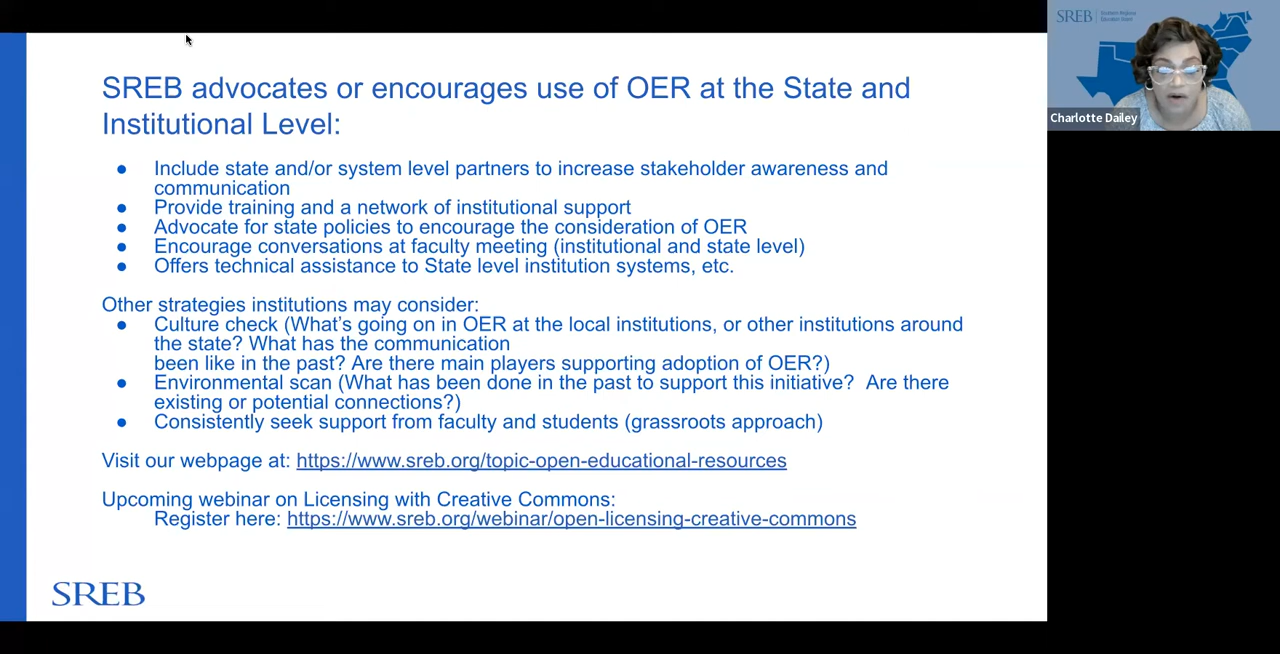 SREB advocates or encourages use of OER at the State and
Institutional Level:
● Include state and/or system level partners to increase stakeholder awareness and
communication
● Provide training and a network of institutional support
● Advocate for state policies to encourage the consideration of OER
● Encourage conversations at faculty meeting (institutional and state level)
● Offers technical assistance to State level institution systems, etc.
Other strategies institutions may consider:
● Culture check (What's going on in OER at the local institutions, or other institutions around
the state? What has the communication
been like in the past? Are there main players supporting adoption of OER?)
● Environmental scan (What has been done in the past to support this initiative?  Are there
existing or potential connections?)
● Consistently seek support from faculty and students (grassroots approach)
Visit our webpage at: https://www.sreb.org/topic-open-educational-resources
Upcoming webinar on Licensing with Creative Commons:
Register here: https://www.sreb.org/webinar/open-licensing-creative-commons
SREB
SREB
Southern Regional
Education Board
Charlotte Dailey